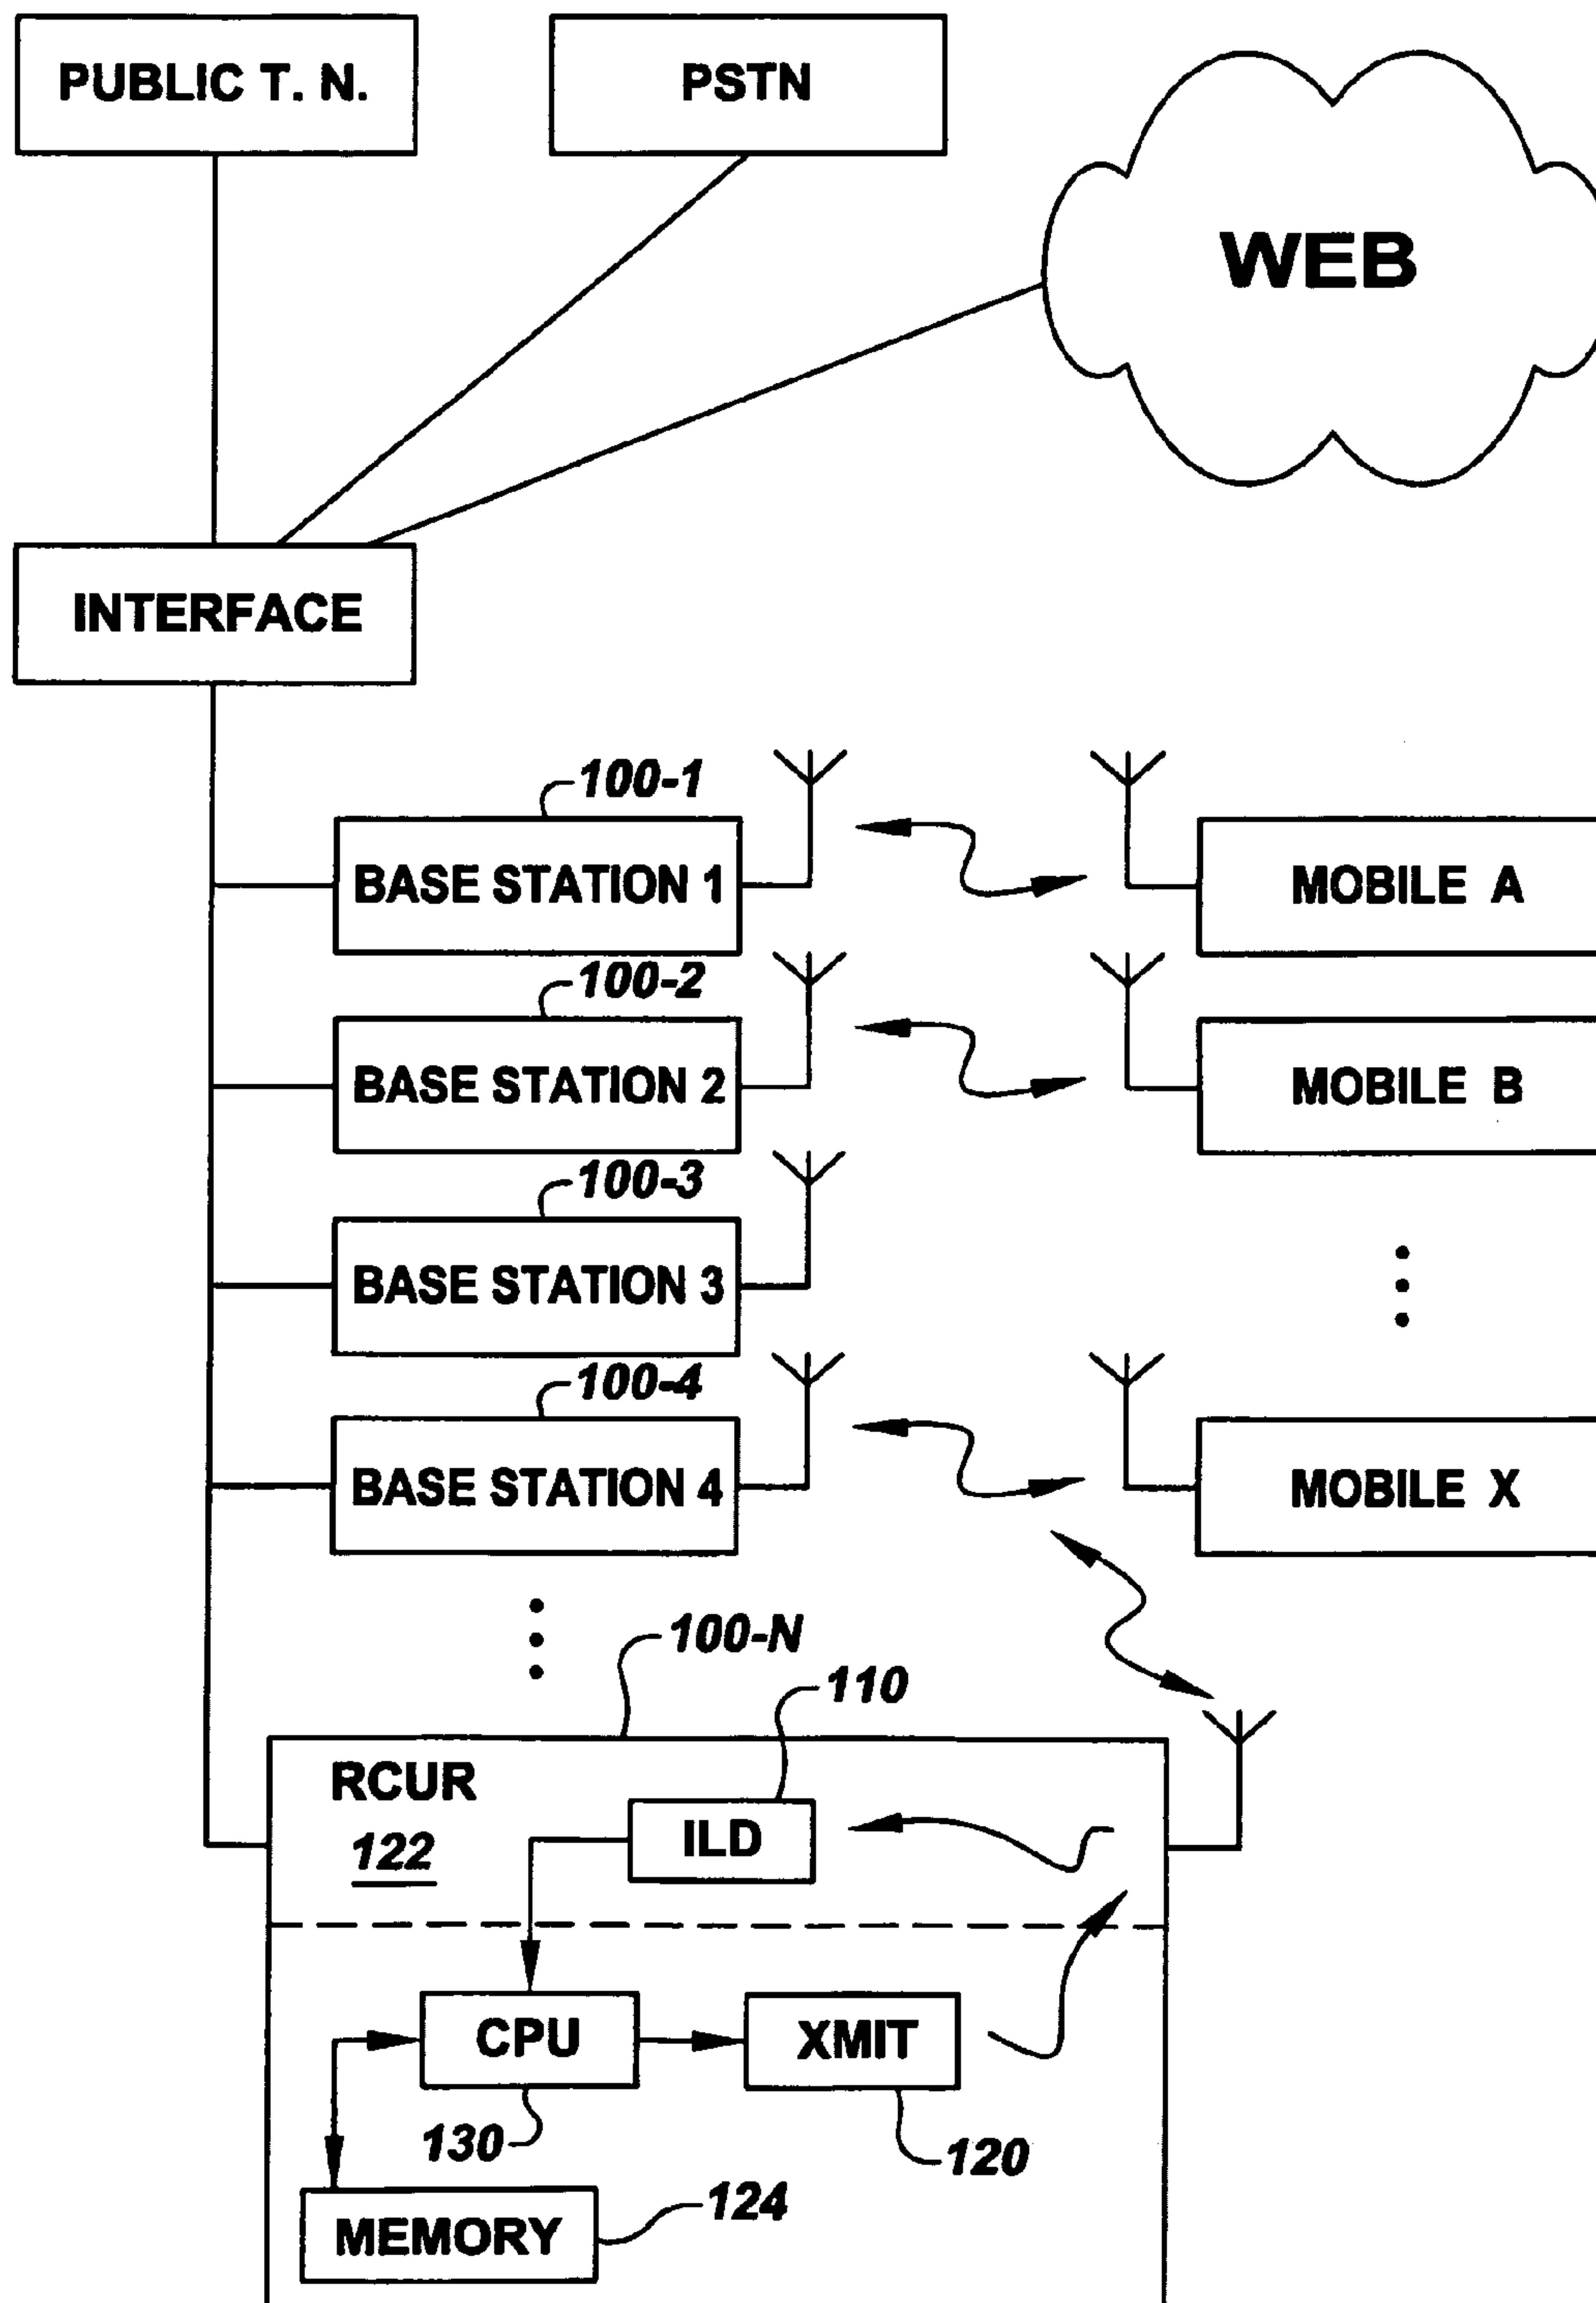 PUBLIC T. N.
PSTN
WEB
INTERFACE
100-1
BASE STATION 1
MOBILE A
100-2
BASE STATION 2
MOBILE B
100-3
BASE STATION 3
100-4
BASE STATION 4
MOBILE X
100-N
110
RCUR
ILD
122
CPU
XMIT
130
120
124
MEMORY